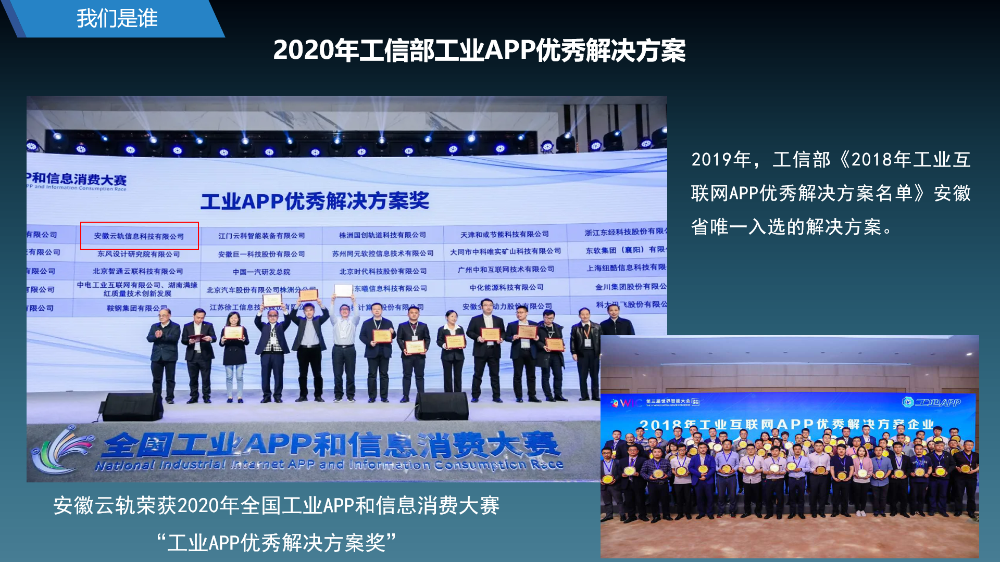 我们是谁
2020年工信部工业APP优秀解决方案
P和信息消费大赛
PP and Information Consumption Race
工业APP优秀解决方案奖
有限公司 安徽云轨信息科技有限公司 江门云科智能装备有限公司 株洲国创轨道科技有限公司 天津和或节能科技有限公司 浙江东经科技股份有限公
有限公司 东风设计研究院有限公司 安徽巨一科技股份有限公司 苏州同元软控信息技术有限公司 大同市中科唯实矿山科技有限公司 东软集团（襄阳）有限公
有限公司 北京智通云联科技有限公司 中国一汽研发总院 北京时代科技股份有限公司 广州中和互联网技术有限公司 上海纽酷信息科技有限
有限公司 中电工业互联网有限公司、湖南满缘
红质量技术创新发展 北京汽车股份有限公司株洲分公司 东曦信息科技有限公司 中化能源科技有限公司 金川集团股份有限公
有限公司 鞍钢集团有限公司 江苏徐工信息技术股份有限公 计算 股份有限公司 安徽全 动力股份有限公司 科大讯飞股份有限公
全国工业APP和信息消费大赛
National Industrial Internet APP and Information Consumption Race
2019年，工信部《2018年工业互
联网APP优秀解决方案名单》安徽
省唯一入选的解决方案。
WIC 第三届世界智能大会
THE 3RD WORLD INTELLIGENCE CONGRESS
工业APP
2018年工业互联网APP优秀解决方案企业
安徽云轨荣获2020年全国工业APP和信息消费大赛
“工业APP优秀解决方案奖”